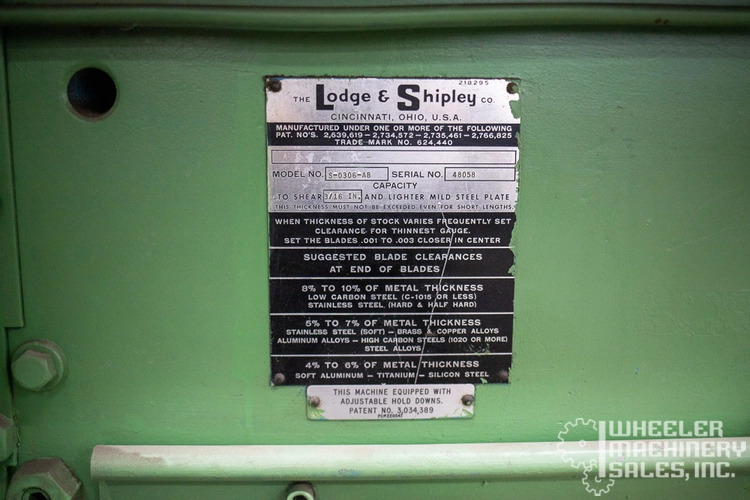 218295
THE Lodge & Shipley CO.
CINCINNATI, OHIO, U.S.A.
MANUFACTURED UNDER ONE OR MORE OF THE FOLLOWING
PAT. NO'S. 2,639,619 – 2,734,572 – 2,735,461 – 2,766,825
TRADE MARK NO. 624,440
MODEL NO. S-0306-AB SERIAL NO. 48058
CAPACITY
TO SHEAR 3/16 IN. AND LIGHTER MILD STEEL PLATE
THIS THICKNESS MUST NOT BE EXCEEDED EVEN FOR SHORT LENGTHS.
WHEN THICKNESS OF STOCK VARIES FREQUENTLY SET
CLEARANCE FOR THINNEST GAUGE.
SET THE BLADES .001 TO .003 CLOSER IN CENTER
SUGGESTED BLADE CLEARANCES
AT END OF BLADES
8% TO 10% OF METAL THICKNESS
LOW CARBON STEEL (C-1015 OR LESS)
STAINLESS STEEL (HARD & HALF HARD)
5% TO 7% OF METAL THICKNESS
STAINLESS STEEL (SOFT) – BRASS & COPPER ALLOYS
ALUMINUM ALLOYS – HIGH CARBON STEELS (1020 OR MORE)
STEEL ALLOYS
4% TO 6% OF METAL THICKNESS
SOFT ALUMINUM – TITANIUM – SILICON STEEL
THIS MACHINE EQUIPPED WITH
ADJUSTABLE HOLD DOWNS.
PATENT NO. 3,034,389
WHEELER
MACHINERY
SALES, INC.